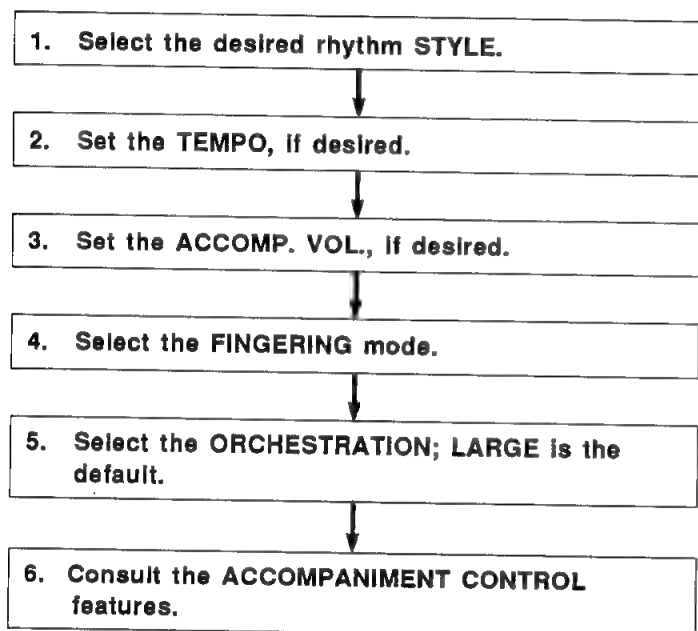 1. Select the desired rhythm STYLE.
2. Set the TEMPO, if desired.
3. Set the ACCOMP. VOL., if desired.
4. Select the FINGERING mode.
5. Select the ORCHESTRATION; LARGE is the
default.
6. Consult the ACCOMPANIMENT CONTROL
features.